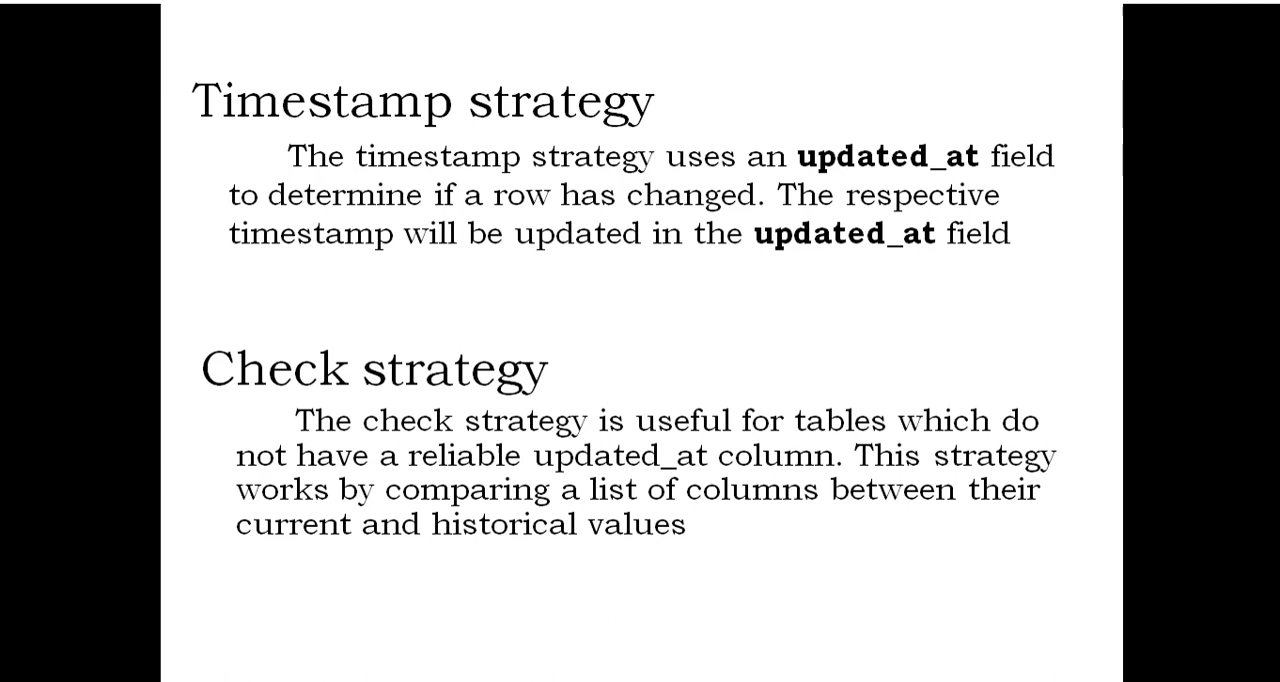 Timestamp strategy
The timestamp strategy uses an updated_at field
to determine if a row has changed. The respective
timestamp will be updated in the updated_at field
Check strategy
The check strategy is useful for tables which do
not have a reliable updated_at column. This strategy
works by comparing a list of columns between their
current and historical values